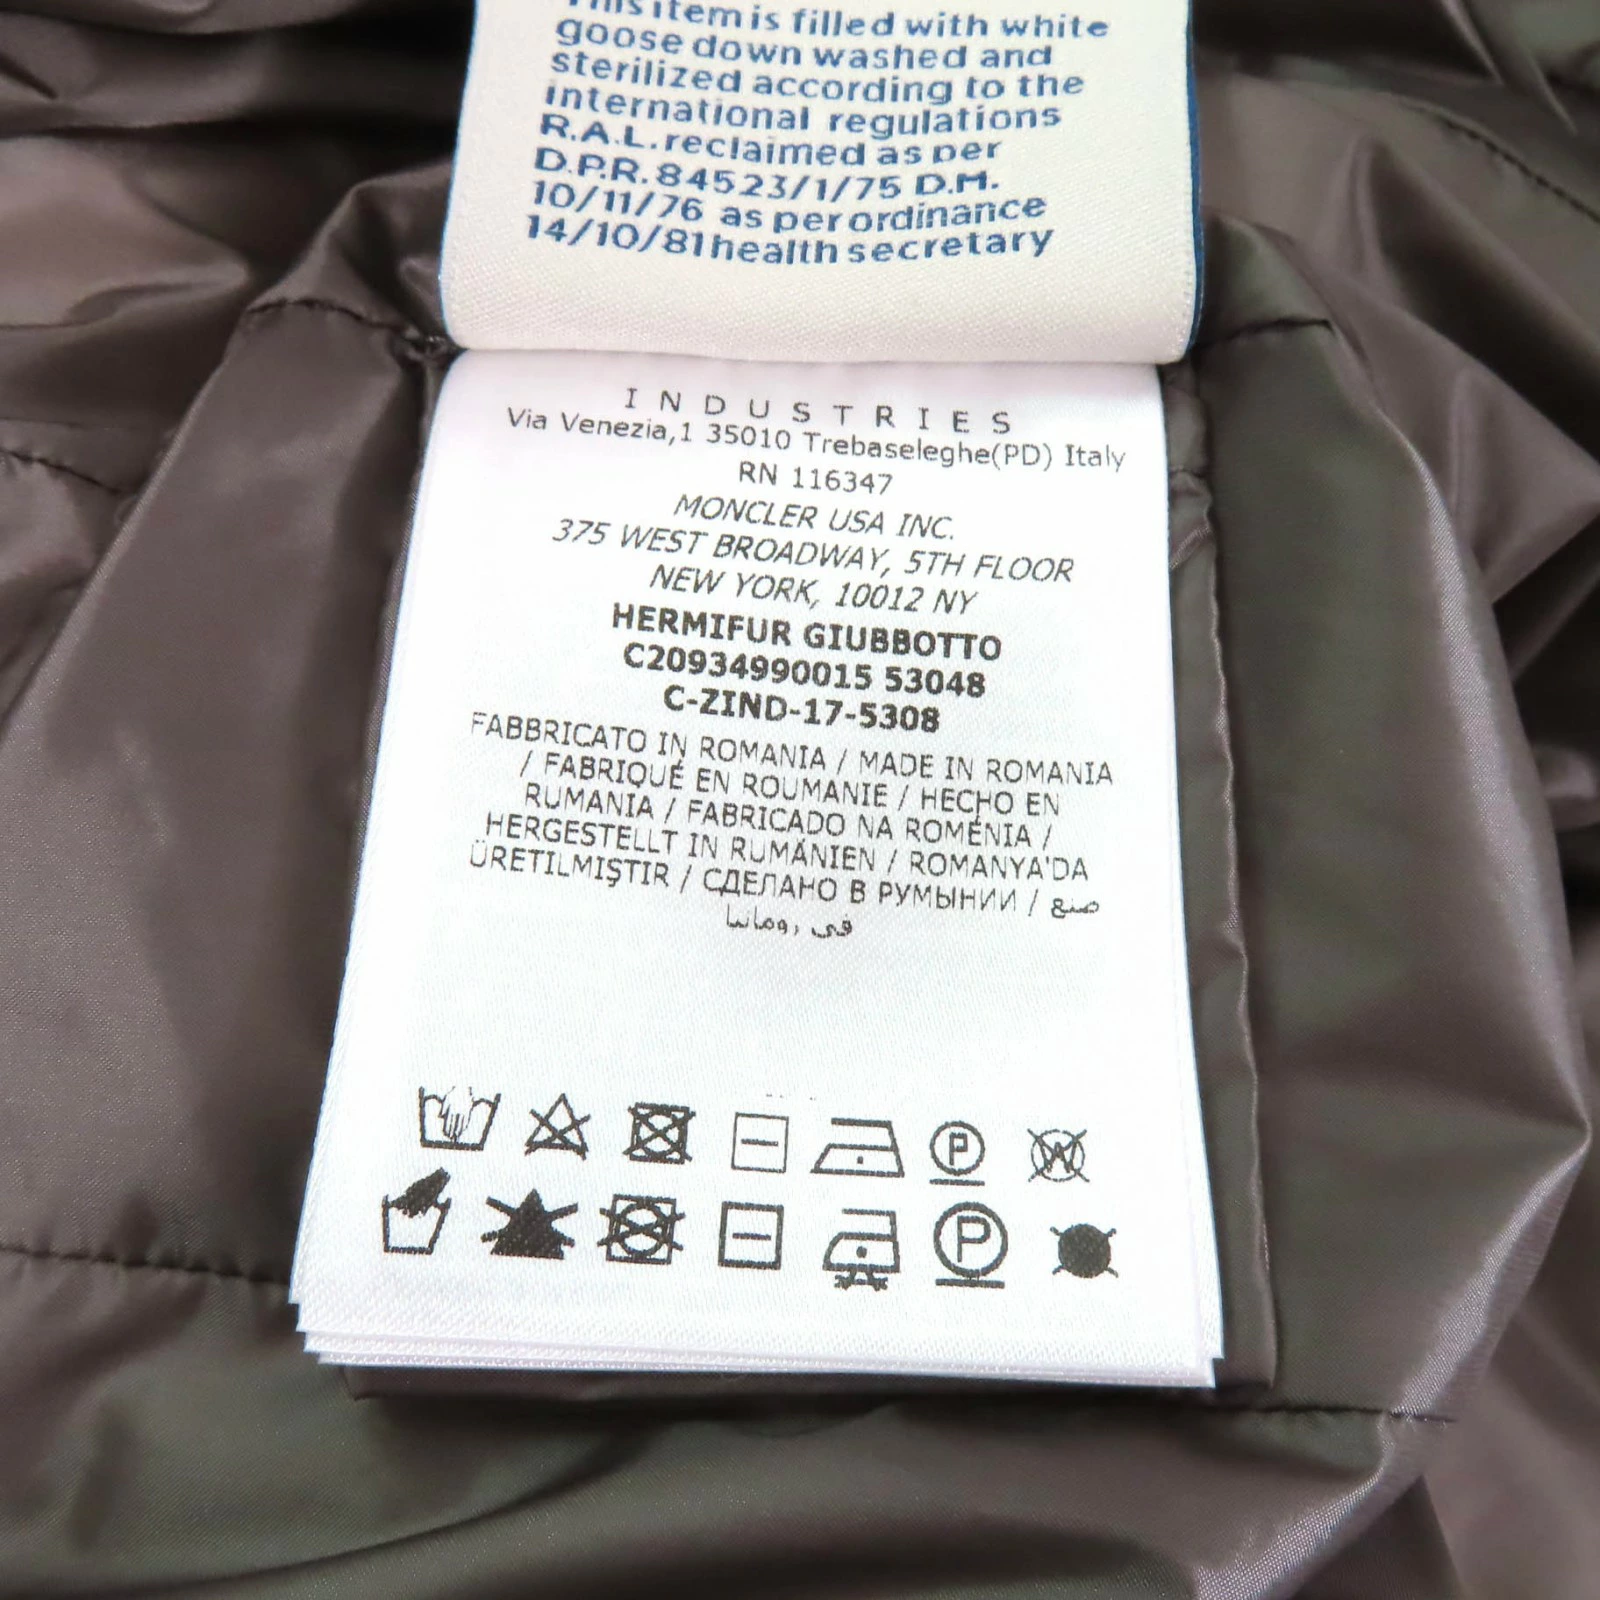 This item is filled with white
goose down washed and
sterilized according to the
international regulations
R.A.L. reclaimed as per
D.P.R. 84523/1/75 D.M.
10/11/76 as per ordinance
14/10/81 health secretary
INDUSTRIES
Via Venezia,1 35010 Trebaseleghe(PD) Italy
RN 116347
MONCLER USA INC.
375 WEST BROADWAY, 5TH FLOOR
NEW YORK, 10012 NY
HERMIFUR GIUBBOTTO
C20934990015 53048
C-ZIND-17-5308
FABBRICATO IN ROMANIA / MADE IN ROMANIA
/ FABRIQUÉ EN ROUMANIE / HECHO EN
RUMANIA / FABRICADO NA ROMÉNIA /
HERGESTELLT IN RUMÄNIEN / ROMANYA'DA
ÜRETILMIŞTIR / СДЕЛАНО В РУМЫНИИ / صنع
في رومانيا
P W
P